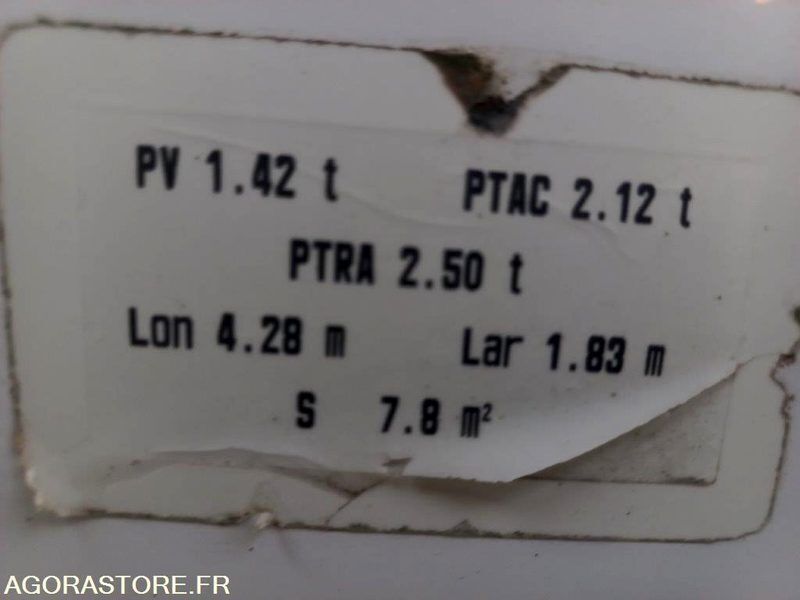 PV 1.42 t PTAC 2.12 t
PTRA 2.50 t
Lon 4.28 m Lar 1.83 m
S 7.8 m²
AGORASTORE.FR